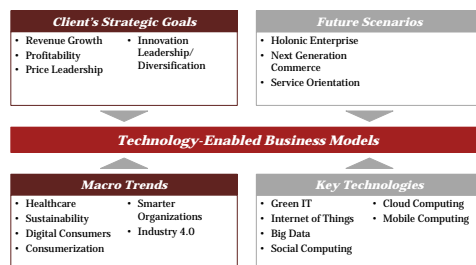 Client's Strategic Goals
• Revenue Growth
• Profitability
• Price Leadership
• Innovation
Leadership/
Diversification
Future Scenarios
• Holonic Enterprise
• Next Generation
Commerce
• Service Orientation
Technology-Enabled Business Models
Macro Trends
• Healthcare
• Sustainability
• Digital Consumers
• Consumerization
• Smarter
Organizations
• Industry 4.0
Key Technologies
• Green IT
• Internet of Things
• Big Data
• Social Computing
• Cloud Computing
• Mobile Computing